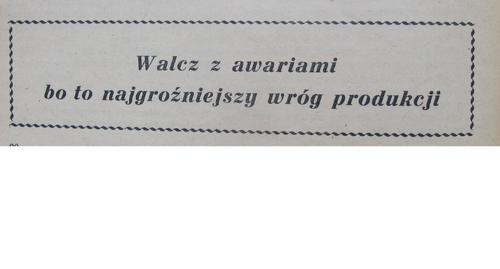 Walcz z awariami
bo to najgroźniejszy wróg produkcji